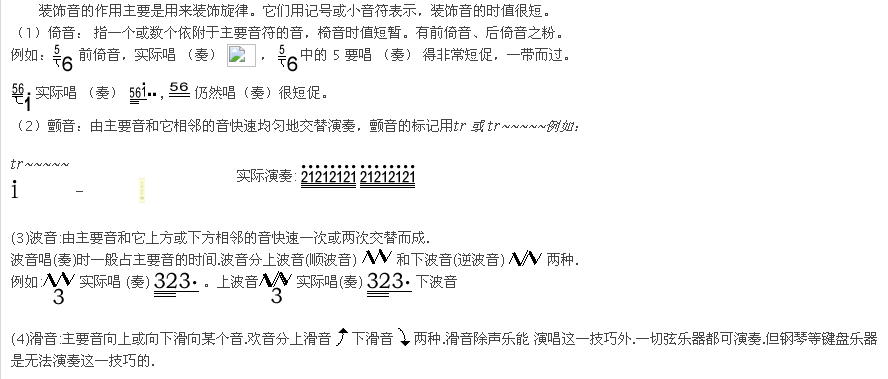 装饰音的作用主要是用来装饰旋律。它们用记号或小音符表示，装饰音的时值很短。
（1）倚音： 指一个或数个依附于主要音符的音，椅音时值短暂。有前倚音、后倚音之粉。
例如：5 6 前倚音，实际唱 （奏） ， 5 6 中的 5 要唱 （奏） 得非常短促，一带而过。
56 1 实际唱 （奏） 561·· , 56 仍然唱（奏）很短促。
（2）颤音：由主要音和它相邻的音快速均匀地交替演奏，颤音的标记用tr 或 tr~~~~~例如：
tr~~~~~
i – 实际演奏: 21212121 21212121
(3)波音:由主要音和它上方或下方相邻的音快速一次或两次交替而成.
波音唱(奏)时一般占主要音的时间.波音分上波音(顺波音) 和下波音(逆波音) 两种.
例如: 3 实际唱 (奏) 323· 。上波音 3 实际唱(奏) 323· 下波音
(4)滑音:主要音向上或向下滑向某个音.欢音分上滑音 下滑音 两种.滑音除声乐能 演唱这一技巧外.一切弦乐器都可演奏.但钢琴等键盘乐器
是无法演奏这一技巧的.